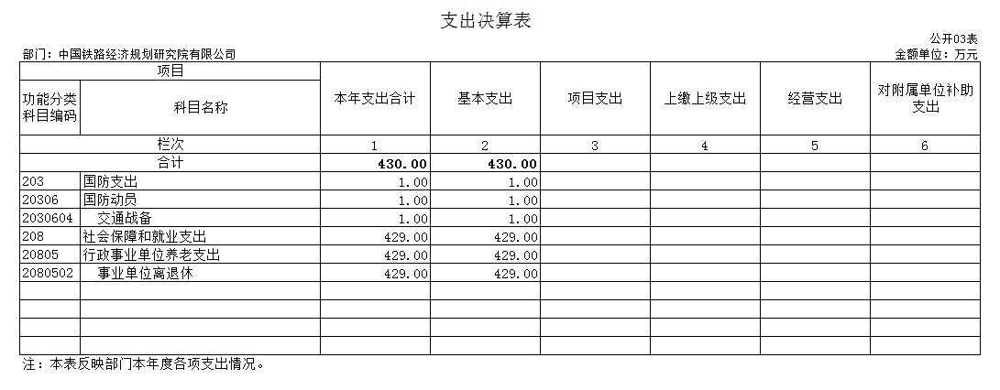 支出决算表
公开03表
部门：中国铁路经济规划研究院有限公司 金额单位：万元
项目
功能分类科目编码 科目名称 本年支出合计 基本支出 项目支出 上缴上级支出 经营支出 对附属单位补助支出
栏次 1 2 3 4 5 6
合计 430.00 430.00
203 国防支出 1.00 1.00
20306 国防动员 1.00 1.00
2030604 交通战备 1.00 1.00
208 社会保障和就业支出 429.00 429.00
20805 行政事业单位养老支出 429.00 429.00
2080502 事业单位离退休 429.00 429.00
注：本表反映部门本年度各项支出情况。